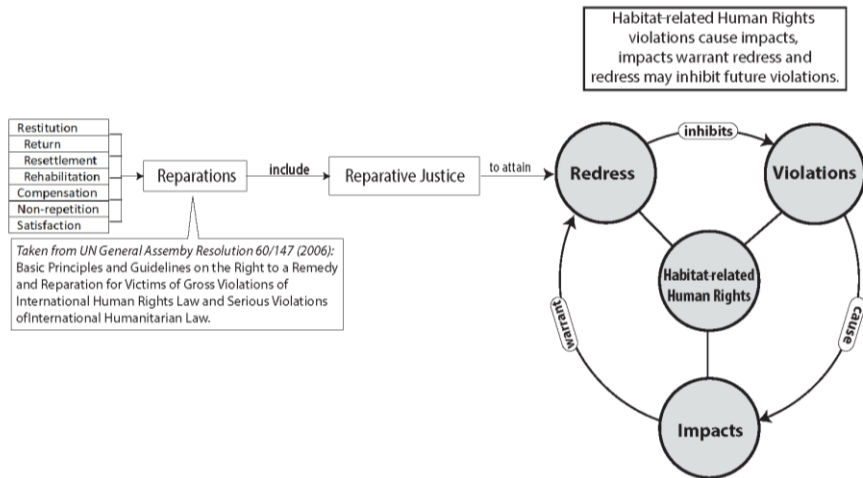 Habitat-related Human Rights
violations cause impacts,
impacts warrant redress and
redress may inhibit future violations.
Restitution
Return
Resettlement
Rehabilitation
Compensation
Non-repetition
Satisfaction
Reparations
include
Reparative Justice
to attain
Redress
inhibits
Violations
Habitat-related
Human Rights
warrant
cause
Impacts
Taken from UN General Assemby Resolution 60/147 (2006):
Basic Principles and Guidelines on the Right to a Remedy
and Reparation for Victims of Gross Violations of
International Human Rights Law and Serious Violations
ofInternational Humanitarian Law.